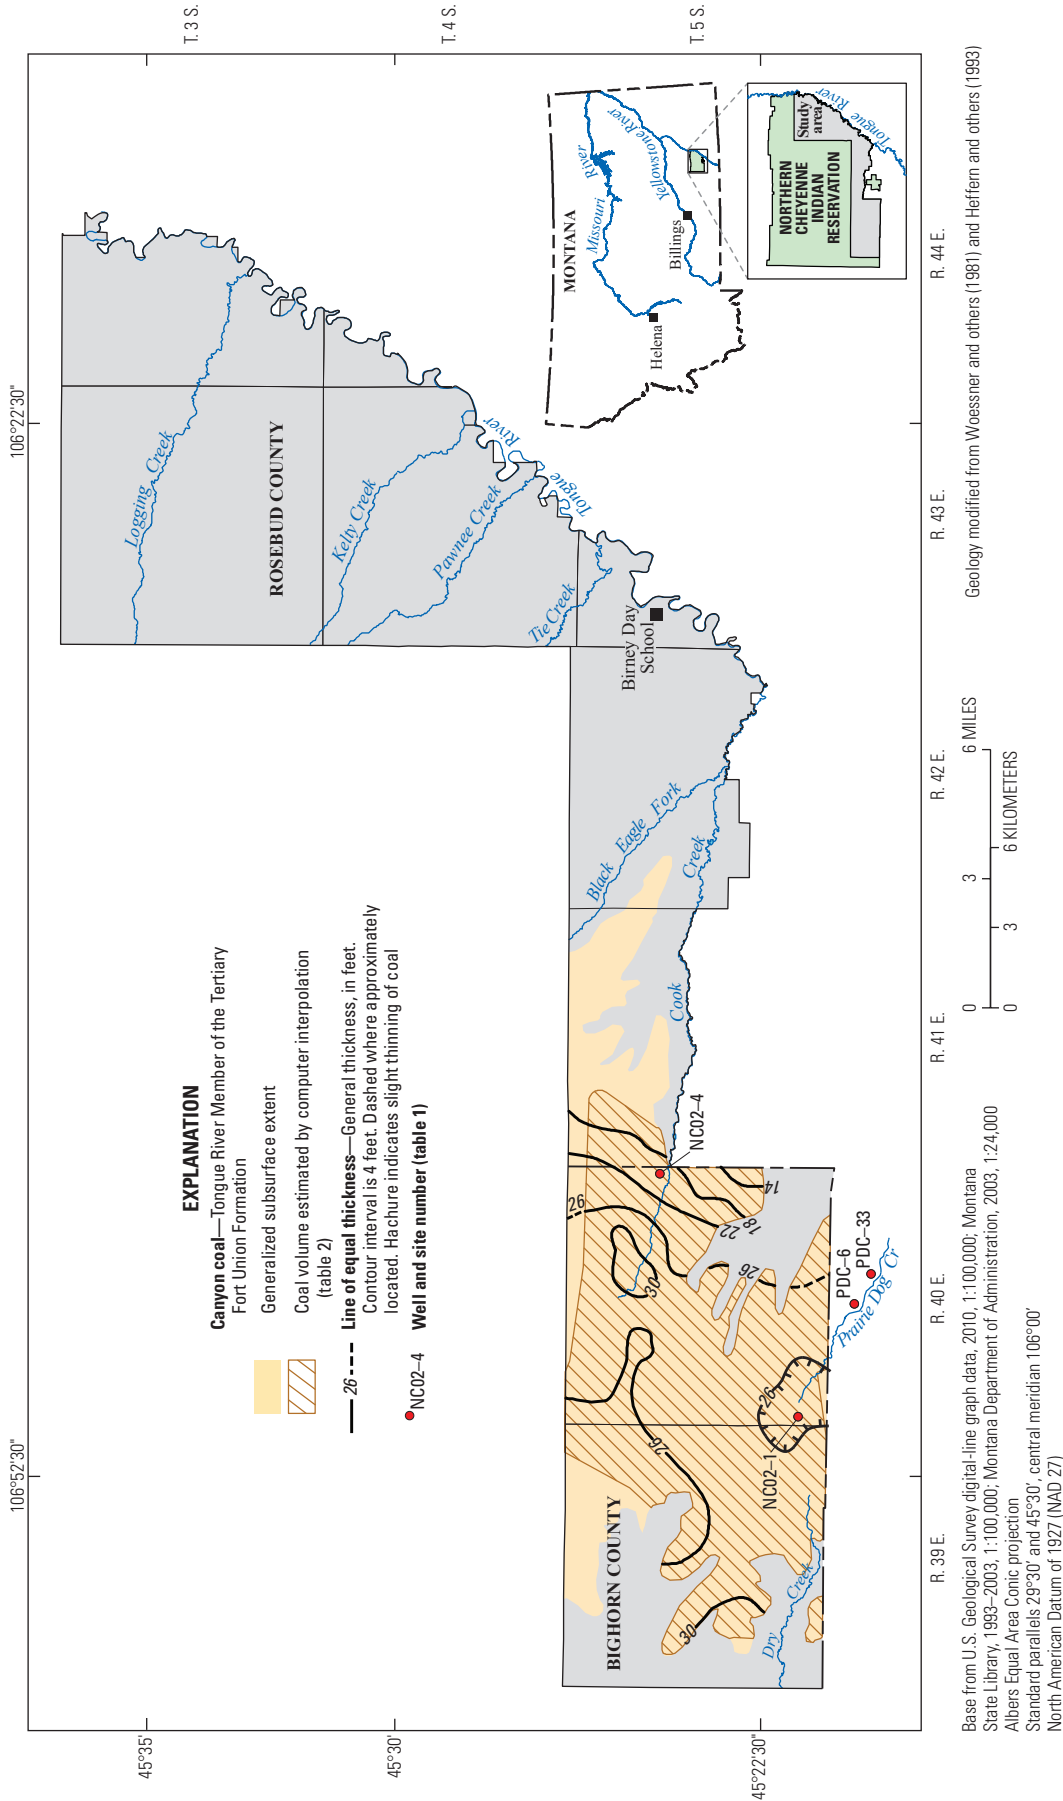 106°52'30"
106°22'30"
45°35'
45°30'
45°22'30"
T. 3 S.
T. 4 S.
T. 5 S.
R. 39 E.
R. 40 E.
R. 41 E.
R. 42 E.
R. 43 E.
R. 44 E.
EXPLANATION
Canyon coal—Tongue River Member of the Tertiary
Fort Union Formation
Generalized subsurface extent
Coal volume estimated by computer interpolation
(table 2)
26
Line of equal thickness—General thickness, in feet.
Contour interval is 4 feet. Dashed where approximately
located. Hachure indicates slight thinning of coal
NC02–4
Well and site number (table 1)
ROSEBUD COUNTY
Logging Creek
Kelty Creek
Pawnee Creek
Tie Creek
Tongue River
Birney Day
School
Black Eagle Fork
Cook Creek
BIGHORN COUNTY
Dry Creek
Prairie Dog Cr
NC02–4
NC02–1
PDC–6
PDC–33
30
26
30
26
26
22
18
14
26
MONTANA
Missouri River
Yellowstone River
Billings
Helena
NORTHERN
CHEYENNE
INDIAN
RESERVATION
Study
area
Tongue River
0 3 6 MILES
0 3 6 KILOMETERS
Base from U.S. Geological Survey digital-line graph data, 2010, 1:100,000; Montana
State Library, 1993–2003, 1:100,000; Montana Department of Administration, 2003, 1:24,000
Albers Equal Area Conic projection
Standard parallels 29°30' and 45°30', central meridian 106°00'
North American Datum of 1927 (NAD 27)
Geology modified from Woessner and others (1981) and Heffern and others (1993)